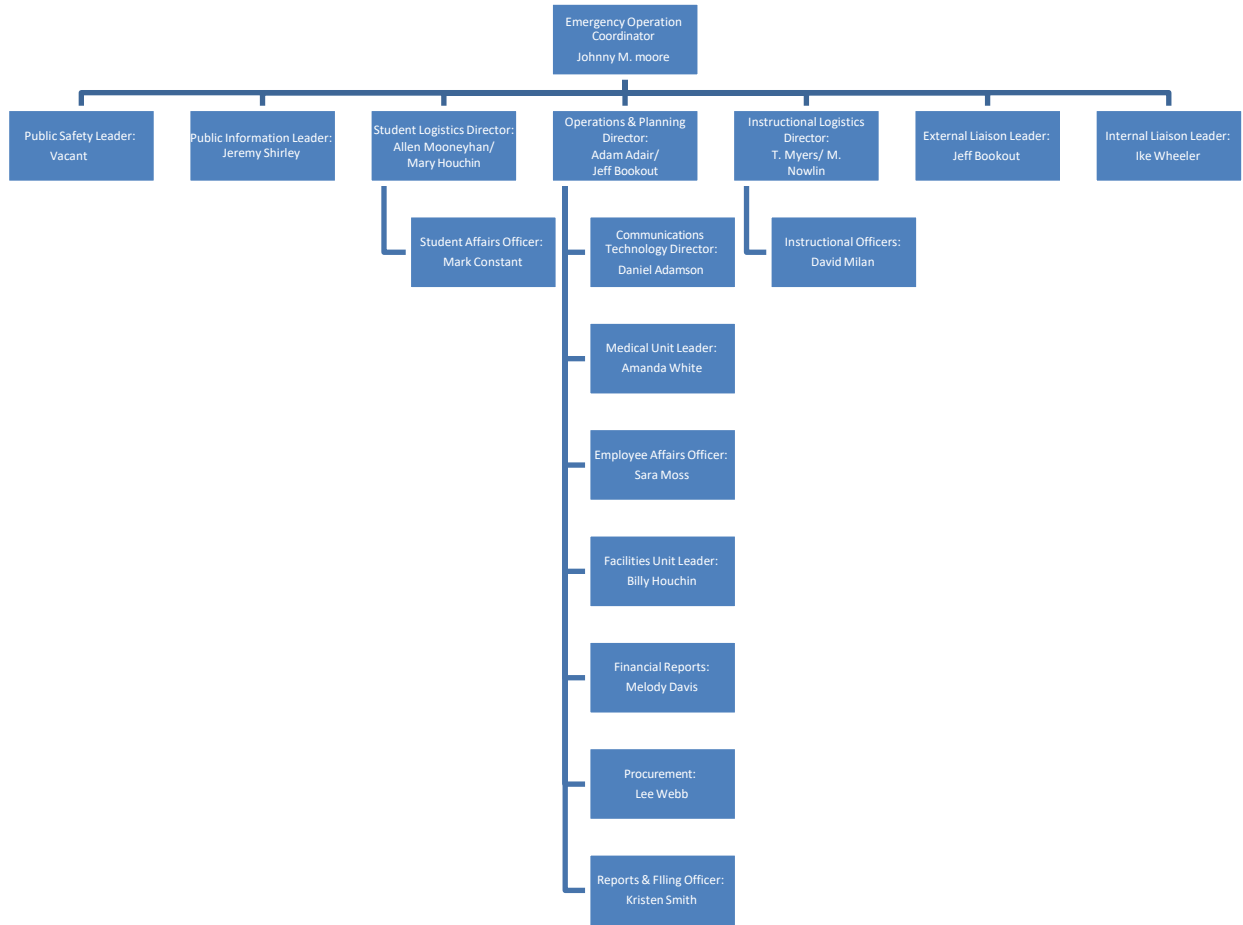 Emergency Operation
Coordinator
Johnny M. moore
Public Safety Leader:
Vacant
Public Information Leader:
Jeremy Shirley
Student Logistics Director:
Allen Mooneyhan/
Mary Houchin
Operations & Planning
Director:
Adam Adair/
Jeff Bookout
Instructional Logistics
Director:
T. Myers/ M.
Nowlin
External Liaison Leader:
Jeff Bookout
Internal Liaison Leader:
Ike Wheeler
Student Affairs Officer:
Mark Constant
Communications
Technology Director:
Daniel Adamson
Instructional Officers:
David Milan
Medical Unit Leader:
Amanda White
Employee Affairs Officer:
Sara Moss
Facilities Unit Leader:
Billy Houchin
Financial Reports:
Melody Davis
Procurement:
Lee Webb
Reports & FIling Officer:
Kristen Smith